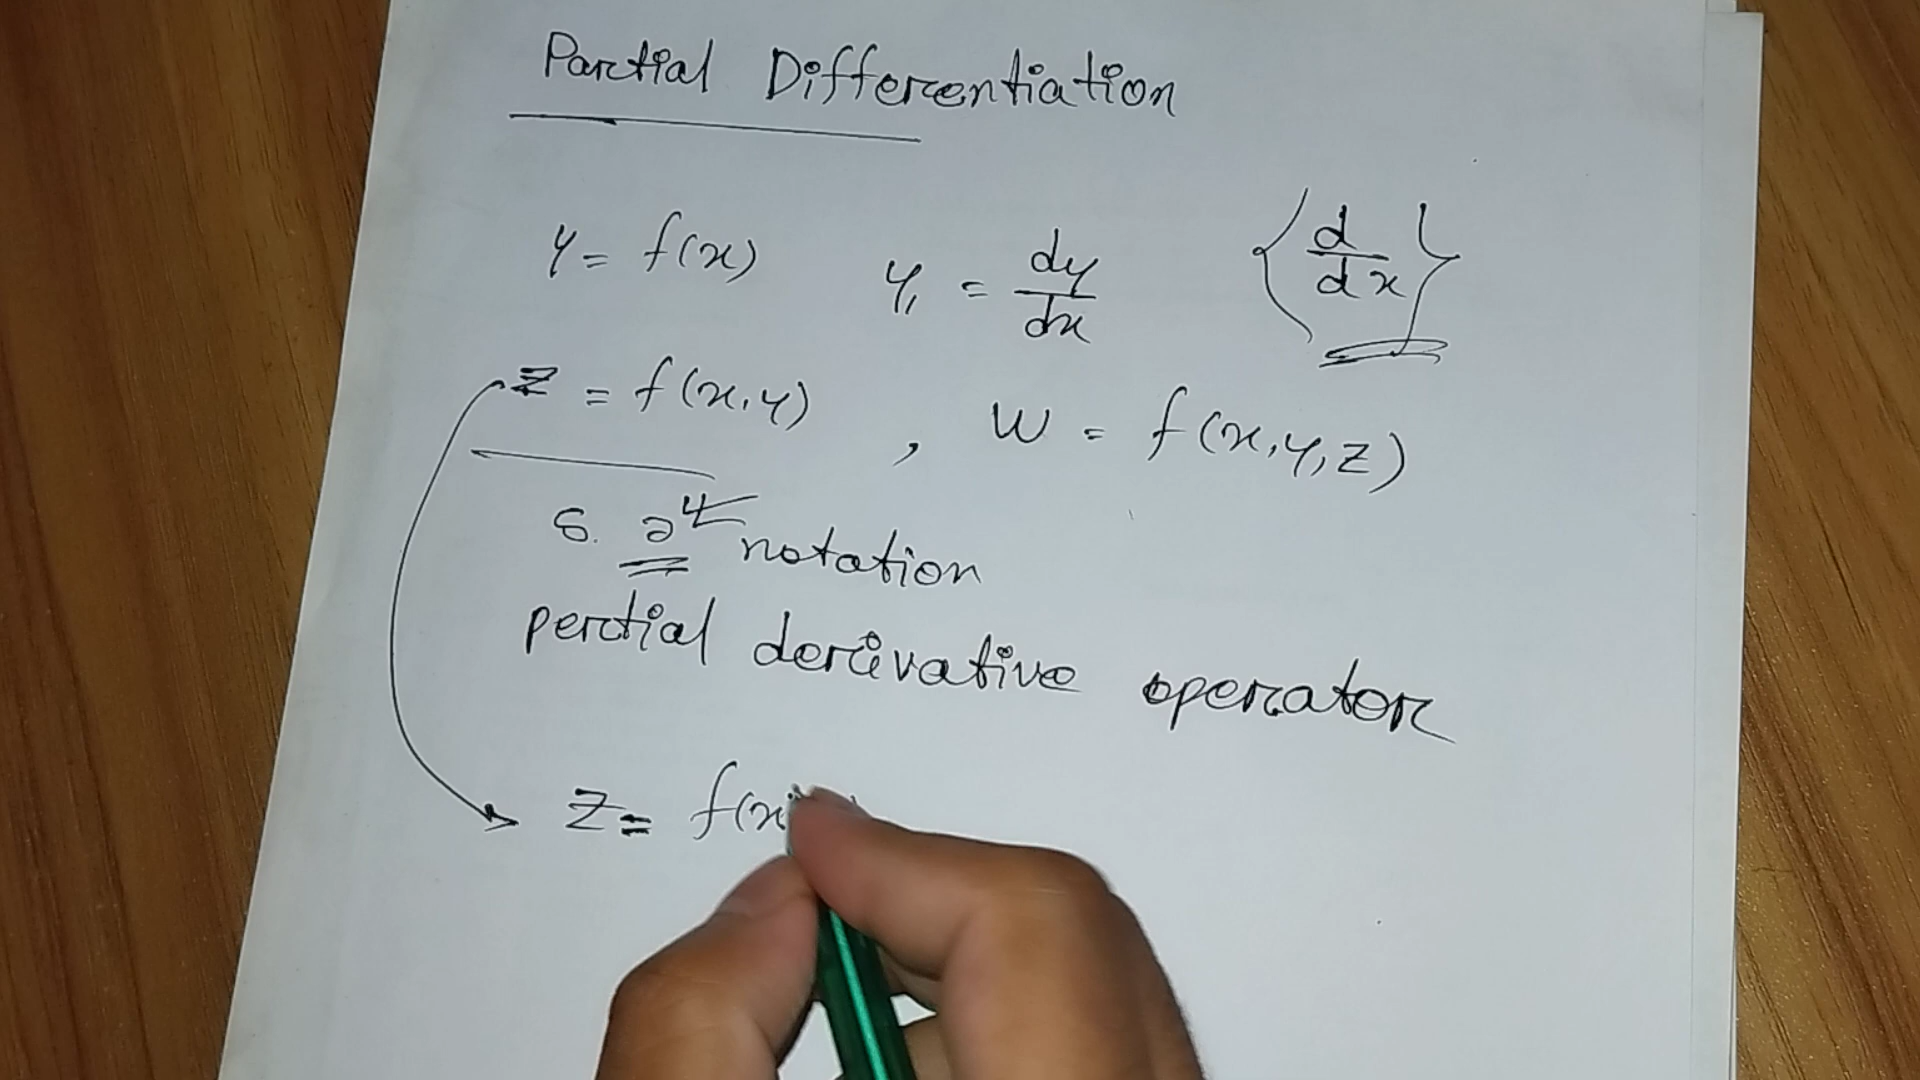 Partial Differentiation
y = f(x) y₁ = dy/dx {d/dx}
z = f(x,y) , W = f(x,y,z)
δ. ∂ notation
pertial derivative operator
z = f(x